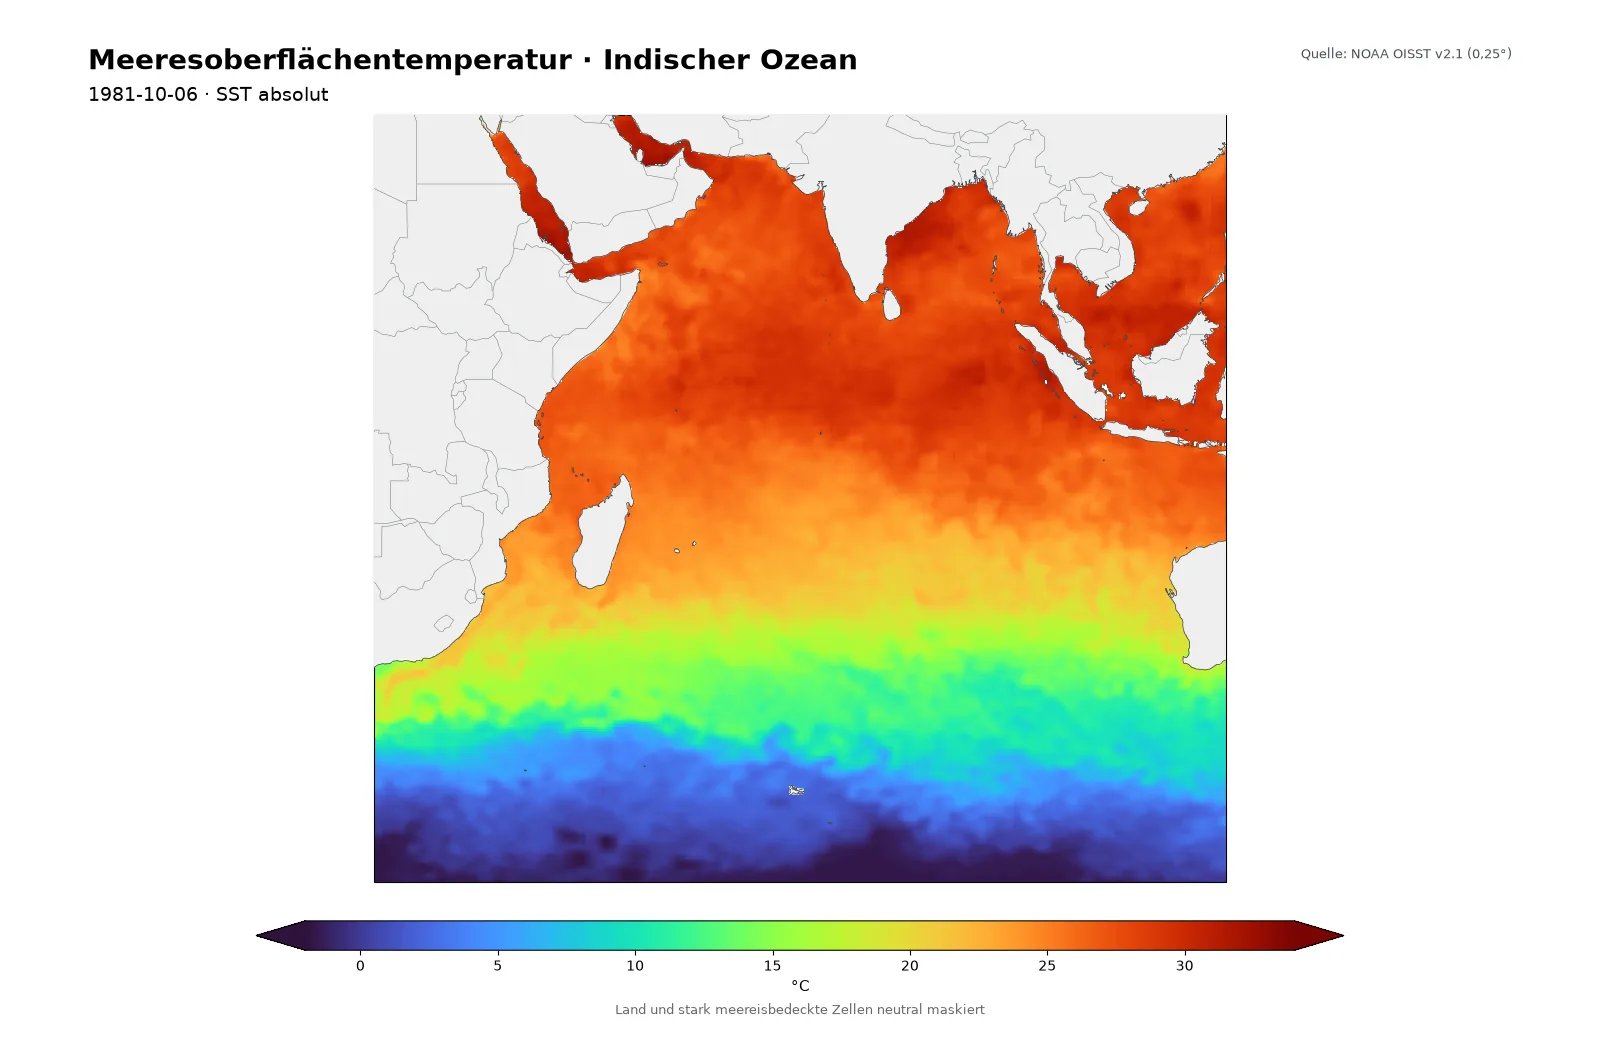 Meeresoberflächentemperatur · Indischer Ozean
Quelle: NOAA OISST v2.1 (0,25°)
1981-10-06 · SST absolut
0 5 10 15 20 25 30
°C
Land und stark meereisbedeckte Zellen neutral maskiert